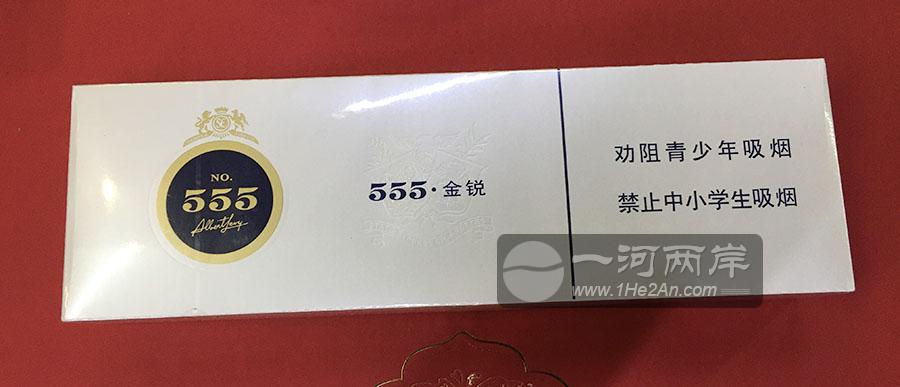 NO.
555
555·金锐
劝阻青少年吸烟
禁止中小学生吸烟
一河两岸
www.1He2An.com